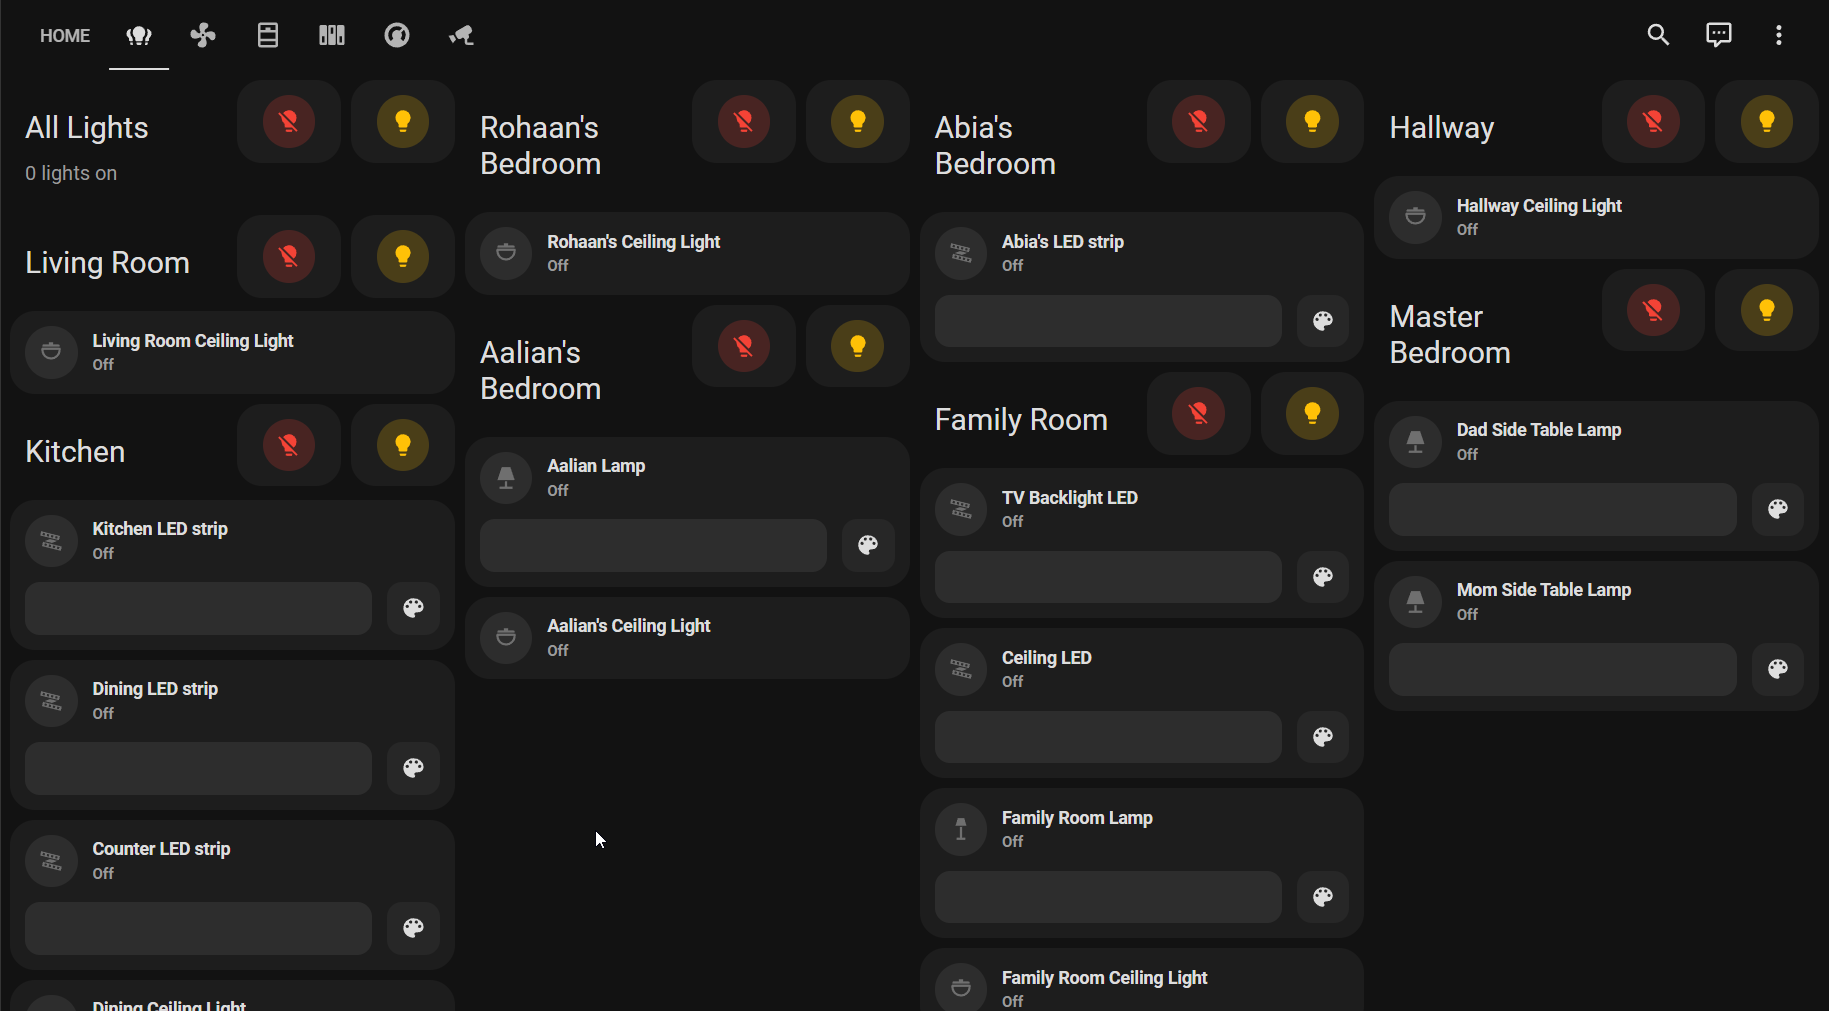 HOME
All Lights
0 lights on
Living Room
Living Room Ceiling Light
Off
Kitchen
Kitchen LED strip
Off
Dining LED strip
Off
Counter LED strip
Off
Dining Ceiling Light
Rohaan's
Bedroom
Rohaan's Ceiling Light
Off
Aalian's
Bedroom
Aalian Lamp
Off
Aalian's Ceiling Light
Off
Abia's
Bedroom
Abia's LED strip
Off
Family Room
TV Backlight LED
Off
Ceiling LED
Off
Family Room Lamp
Off
Family Room Ceiling Light
Off
Hallway
Hallway Ceiling Light
Off
Master
Bedroom
Dad Side Table Lamp
Off
Mom Side Table Lamp
Off